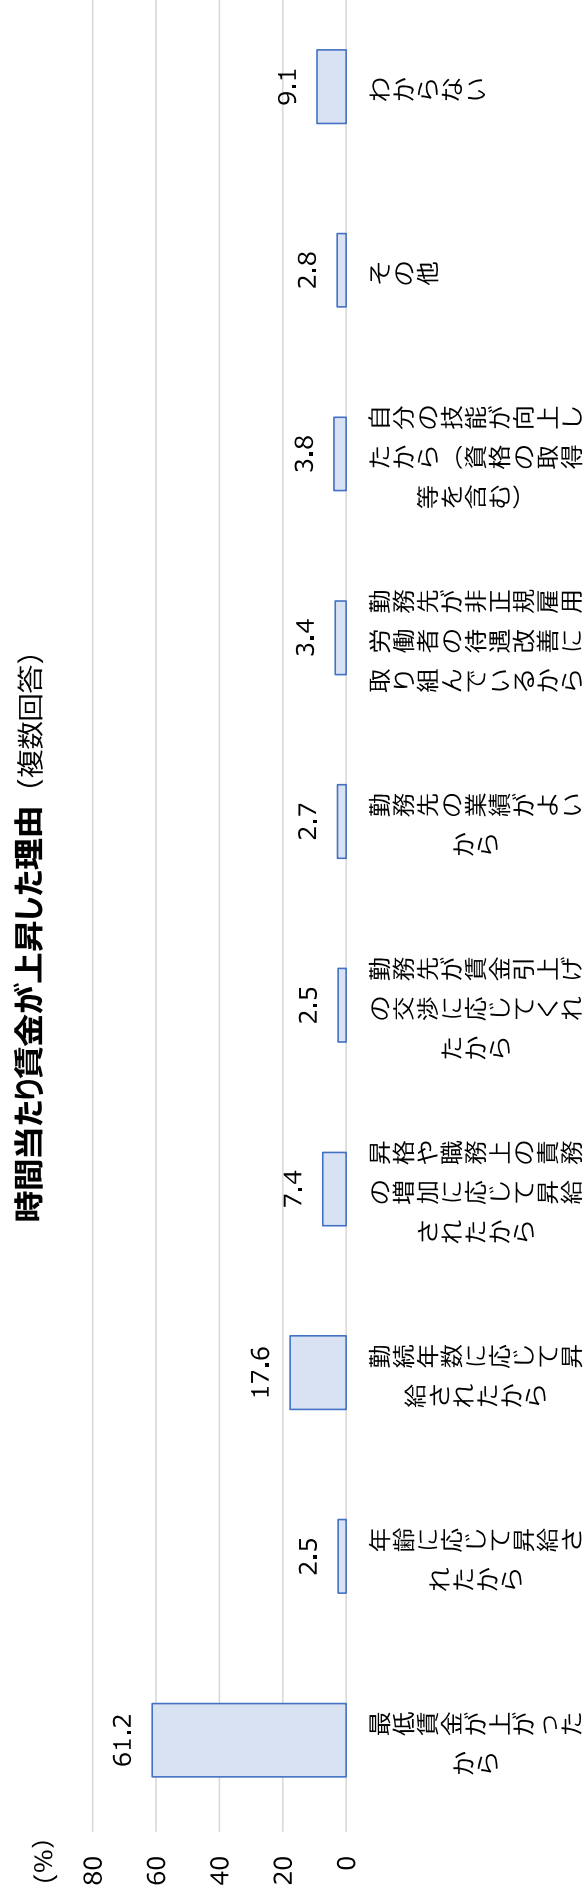 時間当たり賃金が上昇した理由（複数回答）
(%)
80
60
40
20
0
61.2
2.5
17.6
7.4
2.5
2.7
3.4
3.8
2.8
9.1
最低賃金が上がった
から
年齢に応じて昇給さ
れたから
勤続年数に応じて昇
給されたから
昇格や職務上の責務
の増加に応じて昇給
されたから
勤務先が賃金引上げ
の交渉に応じてくれ
たから
勤務先の業績がよい
から
勤務先が非正規雇用
労働者の待遇改善に
取り組んでいるから
自分の技能が向上し
たから（資格の取得
等を含む）
その他
わからない